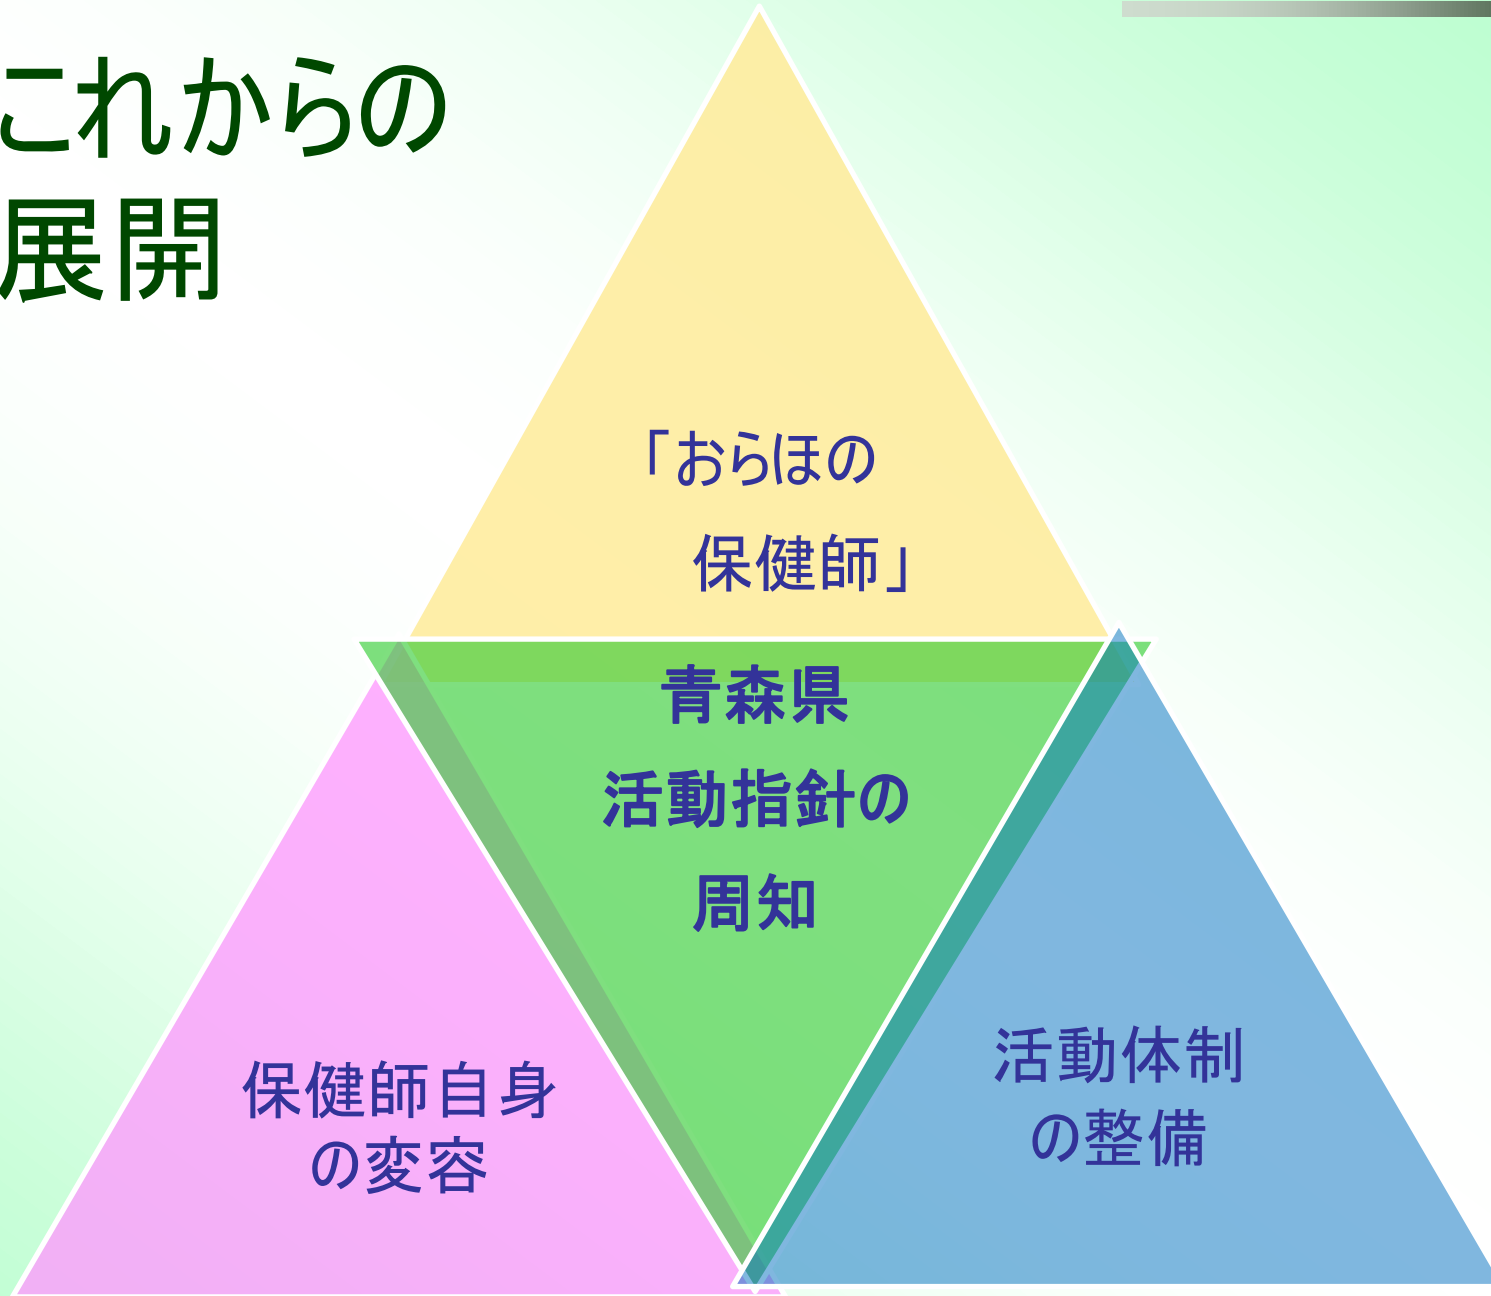 これからの
展開
「おらほの
保健師」
青森県
活動指針の
周知
保健師自身
の変容
活動体制
の整備